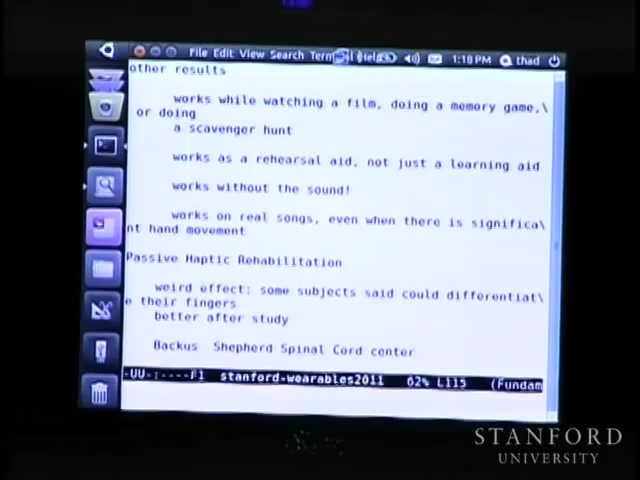 File Edit View Search Term Hel 1:18 PM thad
other results
works while watching a film, doing a memory game,\
or doing
a scavenger hunt
works as a rehearsal aid, not just a learning aid
works without the sound!
works on real songs, even when there is significa\
nt hand movement
Passive Haptic Rehabilitation
weird effect: some subjects said could differentiat\
e their fingers
better after study
Backus Shepherd Spinal Cord center
-UU-:----F1 stanford-wearables2011 62% L115 (Fundam
STANFORD
UNIVERSITY